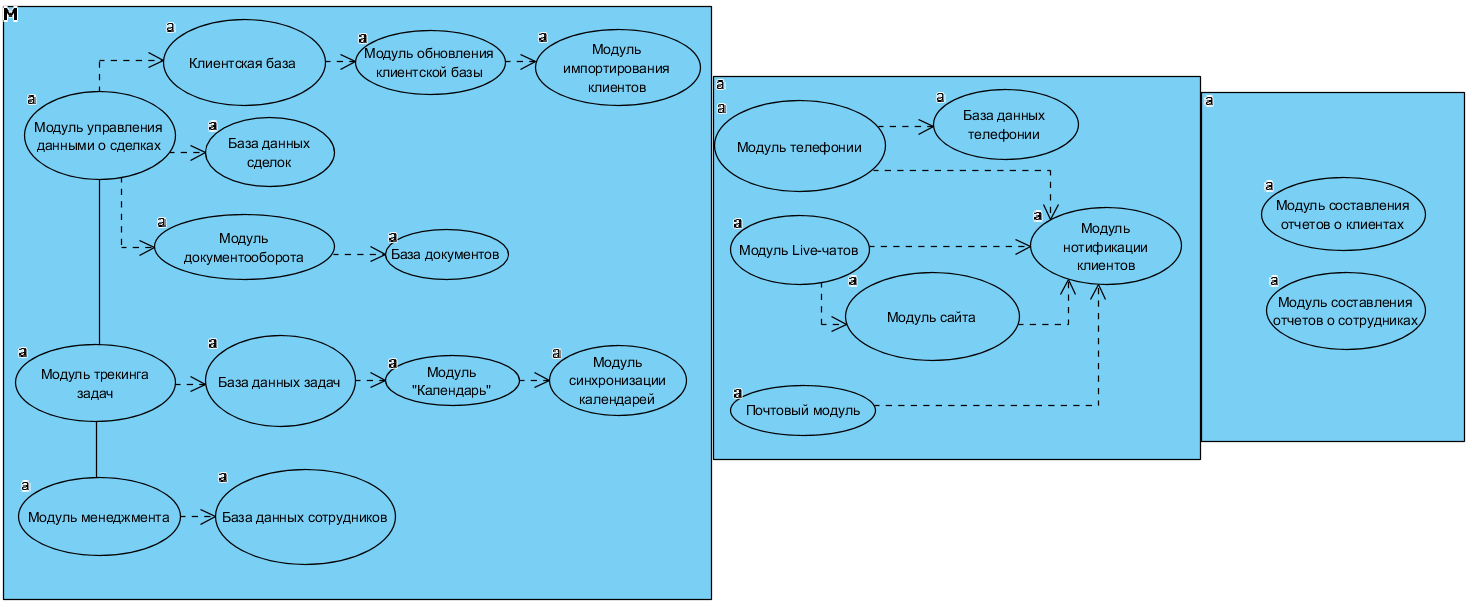 М
а
Клиентская база
а
Модуль обновления
клиентской базы
а
Модуль
импортирования
клиентов
а
Модуль управления
данными о сделках
а
База данных
сделок
а
Модуль
документооборота
а
База документов
а
Модуль трекинга
задач
а
База данных задач
а
Модуль
"Календарь"
а
Модуль
синхронизации
календарей
а
Модуль менеджмента
а
База данных сотрудников
а
а
Модуль телефонии
а
База данных
телефонии
а
Модуль Live-чатов
а
Модуль
нотификации
клиентов
а
Модуль сайта
а
Почтовый модуль
а
а
Модуль составления
отчетов о клиентах
а
Модуль составления
отчетов о сотрудниках